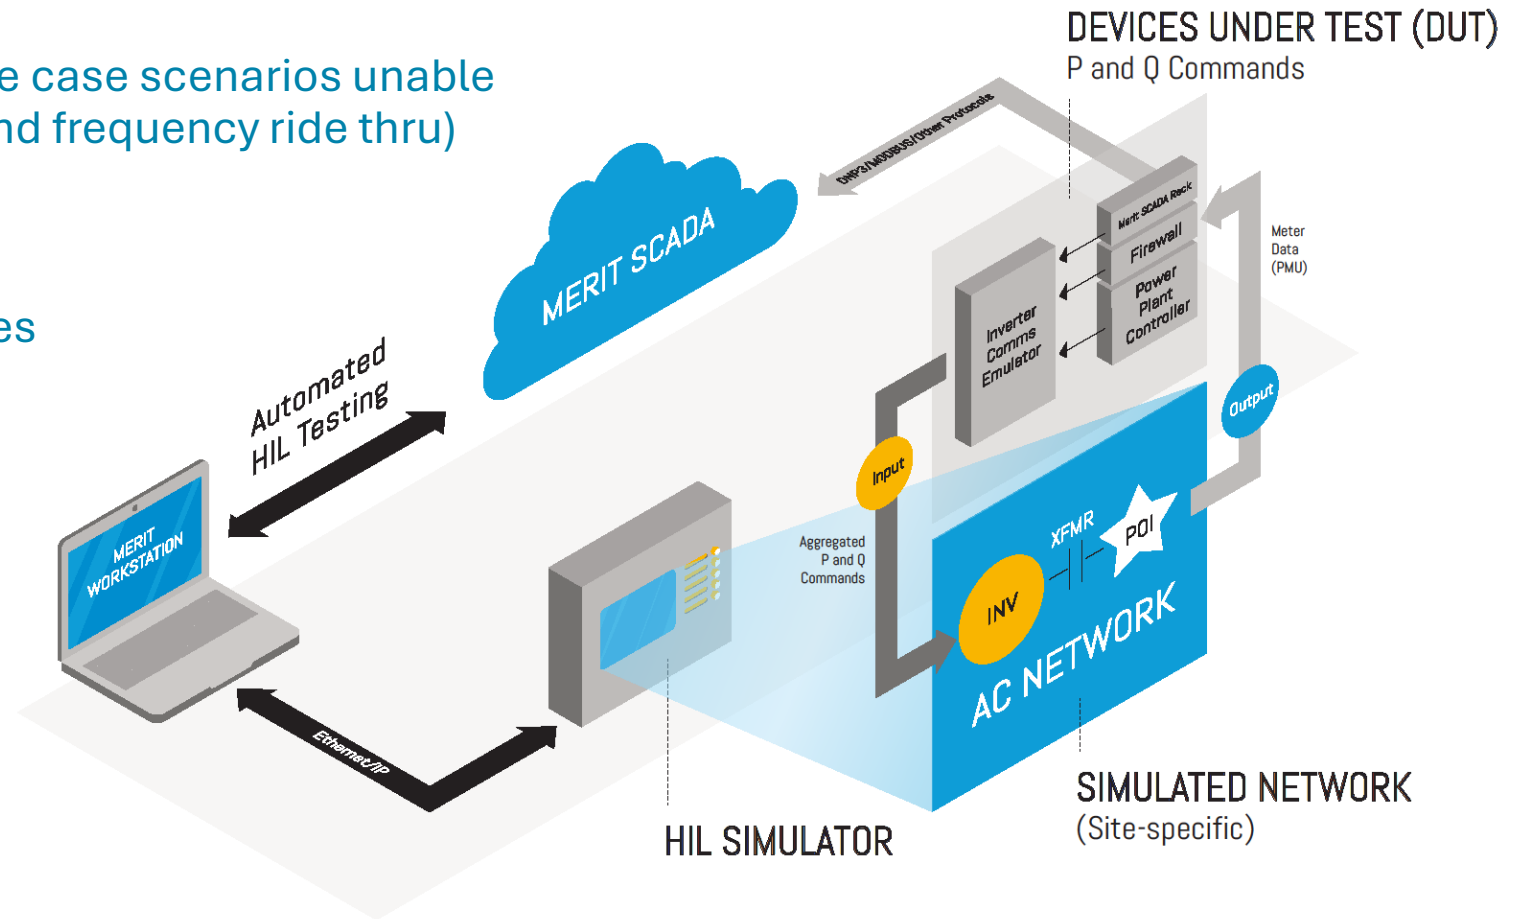 e case scenarios unable
nd frequency ride thru)
es
DEVICES UNDER TEST (DUT)
P and Q Commands
DNP3/MODBUS/Other Protocols
MERIT SCADA
Merit SCADA Rack
Firewall
Power
Plant
Controller
Inverter
Comms
Emulator
Meter
Data
(PMU)
Output
Input
Aggregated
P and Q
Commands
Automated
HIL Testing
MERIT
WORKSTATION
Ethernet/IP
INV
XFMR
POI
AC NETWORK
HIL SIMULATOR
SIMULATED NETWORK
(Site-specific)